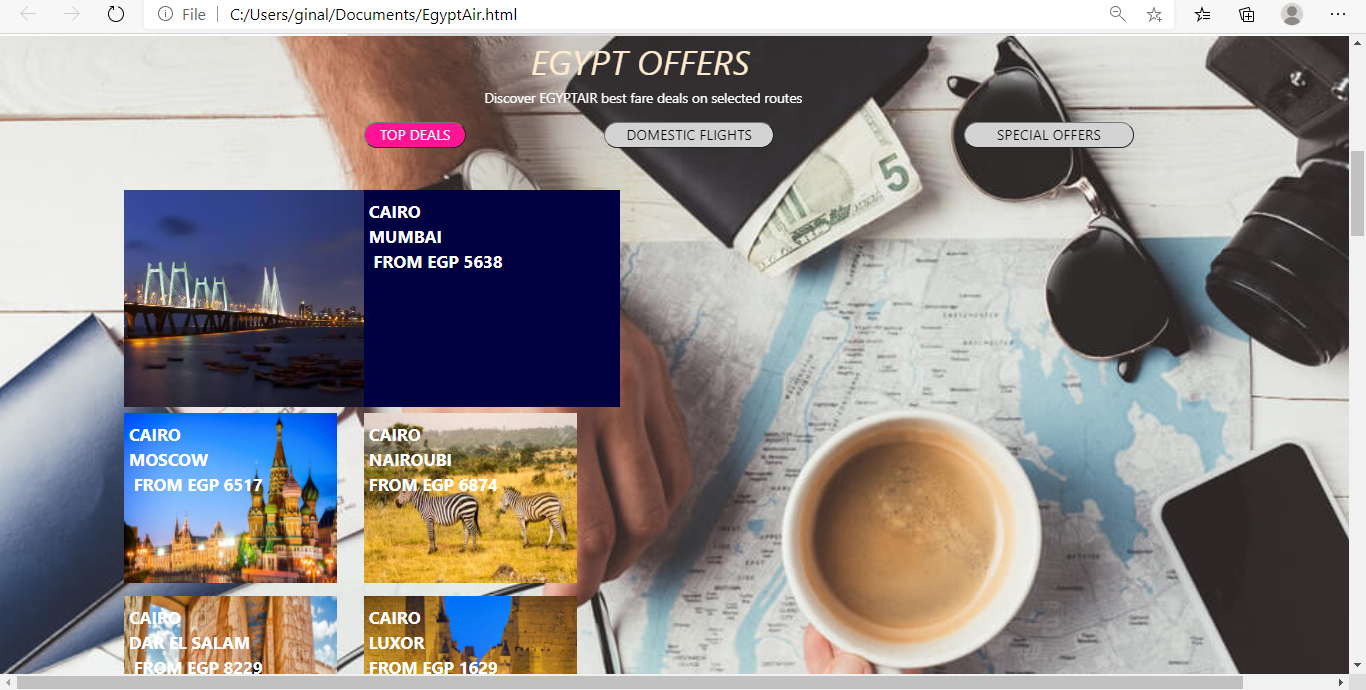 File
C:/Users/ginal/Documents/EgyptAir.html
EGYPT OFFERS
Discover EGYPTAIR best fare deals on selected routes
TOP DEALS
DOMESTIC FLIGHTS
SPECIAL OFFERS
CAIRO
MUMBAI
FROM EGP 5638
CAIRO
MOSCOW
FROM EGP 6517
CAIRO
NAIROUBI
FROM EGP 6874
CAIRO
DAR EL SALAM
FROM EGP 8229
CAIRO
LUXOR
FROM EGP 1629
5